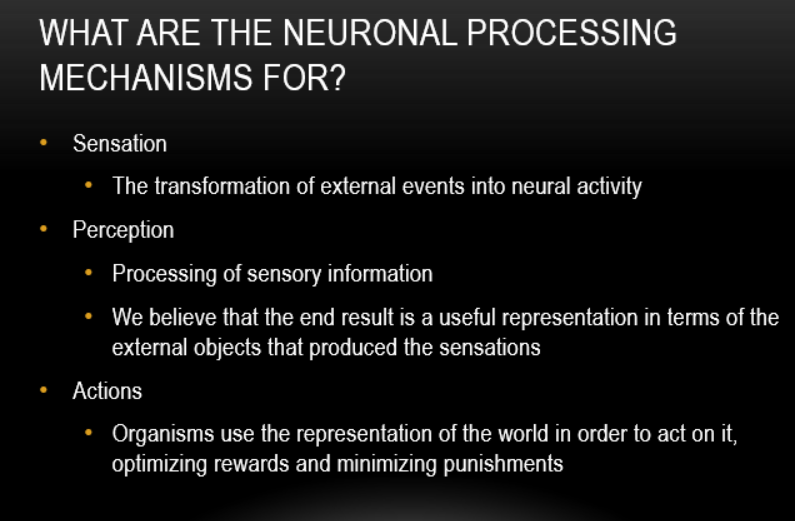 WHAT ARE THE NEURONAL PROCESSING
MECHANISMS FOR?
• Sensation
• The transformation of external events into neural activity
• Perception
• Processing of sensory information
• We believe that the end result is a useful representation in terms of the
external objects that produced the sensations
• Actions
• Organisms use the representation of the world in order to act on it,
optimizing rewards and minimizing punishments